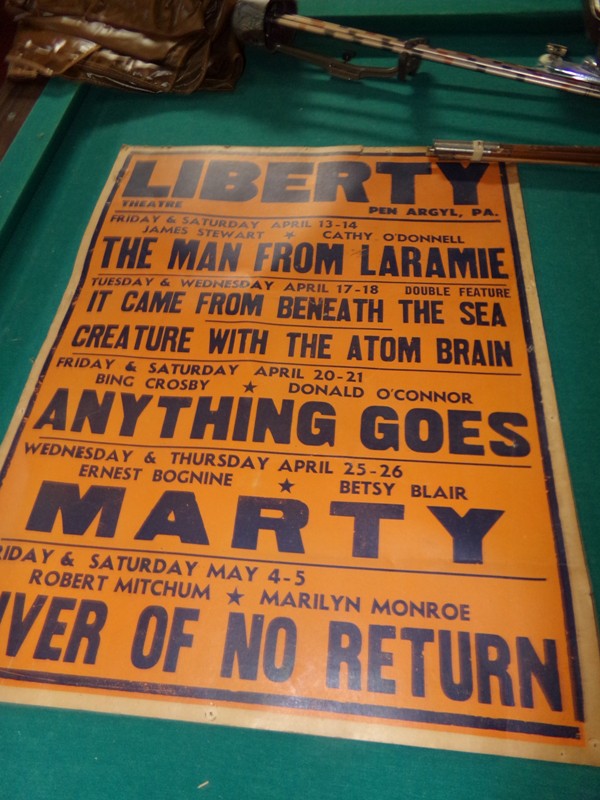 LIBERTY
THEATRE PEN ARGYL, PA.
FRIDAY & SATURDAY APRIL 13-14
JAMES STEWART ★ CATHY O'DONNELL
THE MAN FROM LARAMIE
TUESDAY & WEDNESDAY APRIL 17-18 DOUBLE FEATURE
IT CAME FROM BENEATH THE SEA
CREATURE WITH THE ATOM BRAIN
FRIDAY & SATURDAY APRIL 20-21
BING CROSBY ★ DONALD O'CONNOR
ANYTHING GOES
WEDNESDAY & THURSDAY APRIL 25-26
ERNEST BOGNINE ★ BETSY BLAIR
MARTY
RIDAY & SATURDAY MAY 4-5
ROBERT MITCHUM ★ MARILYN MONROE
IVER OF NO RETURN